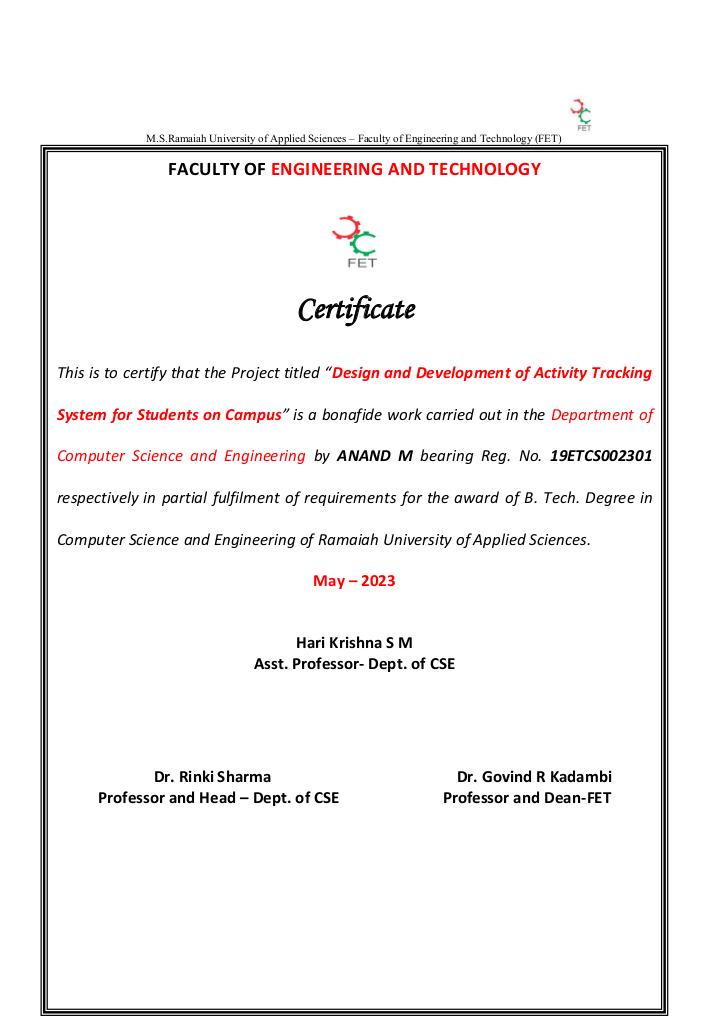 FET
M.S.Ramaiah University of Applied Sciences – Faculty of Engineering and Technology (FET)
FACULTY OF ENGINEERING AND TECHNOLOGY
FET
Certificate
This is to certify that the Project titled “Design and Development of Activity Tracking
System for Students on Campus” is a bonafide work carried out in the Department of
Computer Science and Engineering by ANAND M bearing Reg. No. 19ETCS002301
respectively in partial fulfilment of requirements for the award of B. Tech. Degree in
Computer Science and Engineering of Ramaiah University of Applied Sciences.
May – 2023
Hari Krishna S M
Asst. Professor- Dept. of CSE
Dr. Rinki Sharma
Dr. Govind R Kadambi
Professor and Head – Dept. of CSE
Professor and Dean-FET